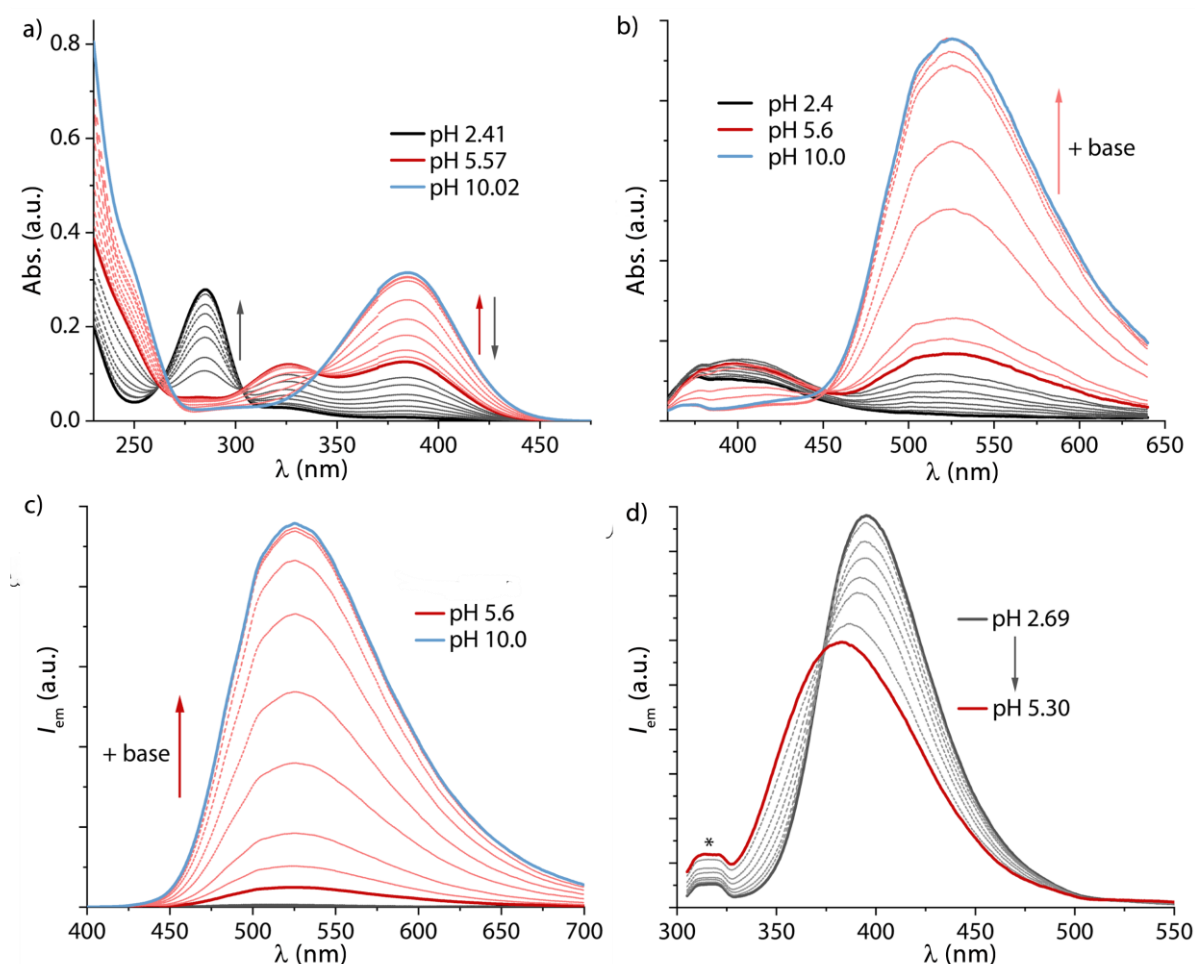 a)
0.8
0.6
0.4
0.2
0.0
Abs. (a.u.)
pH 2.41
pH 5.57
pH 10.02
250 300 350 400 450
λ (nm)
b)
Abs. (a.u.)
pH 2.4
pH 5.6
pH 10.0
+ base
400 450 500 550 600 650
λ (nm)
c)
Iem (a.u.)
+ base
pH 5.6
pH 10.0
400 450 500 550 600 650 700
λ (nm)
d)
Iem (a.u.)
pH 2.69
pH 5.30
*
300 350 400 450 500 550
λ (nm)